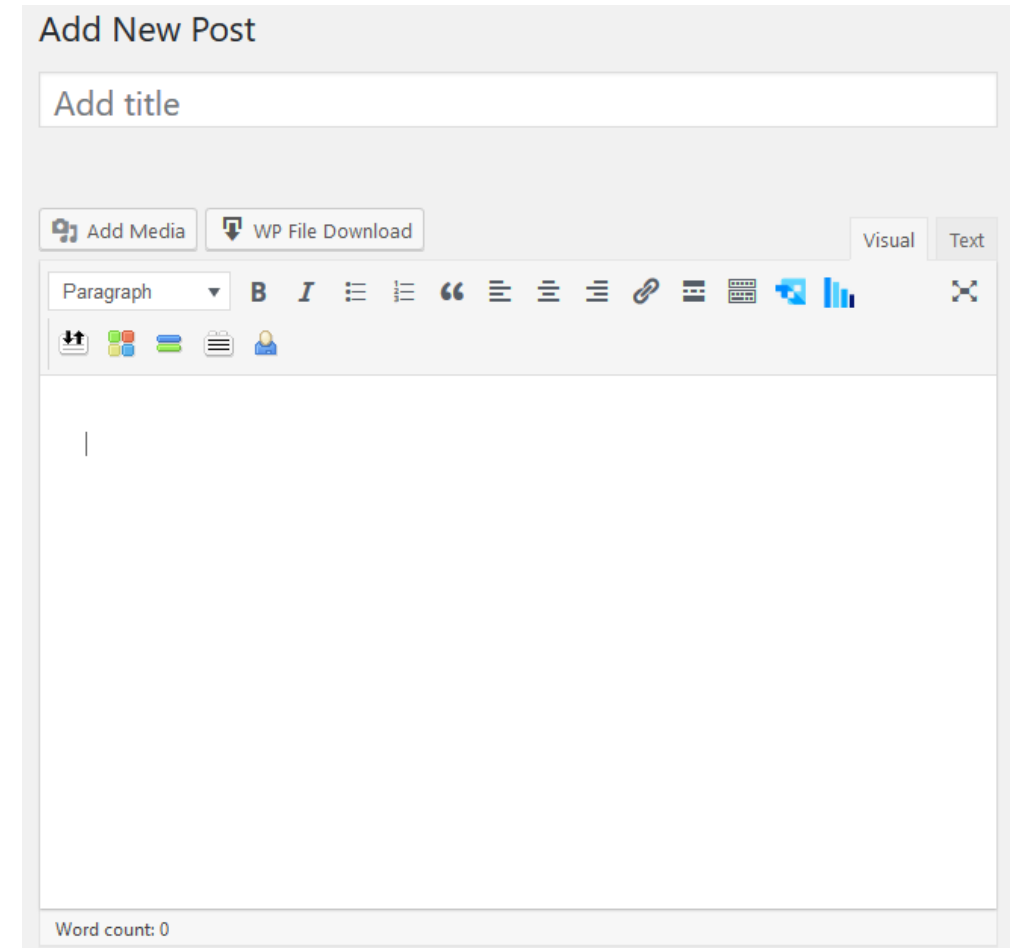 Add New Post
Add title
Add Media WP File Download
Visual Text
Paragraph
Word count: 0